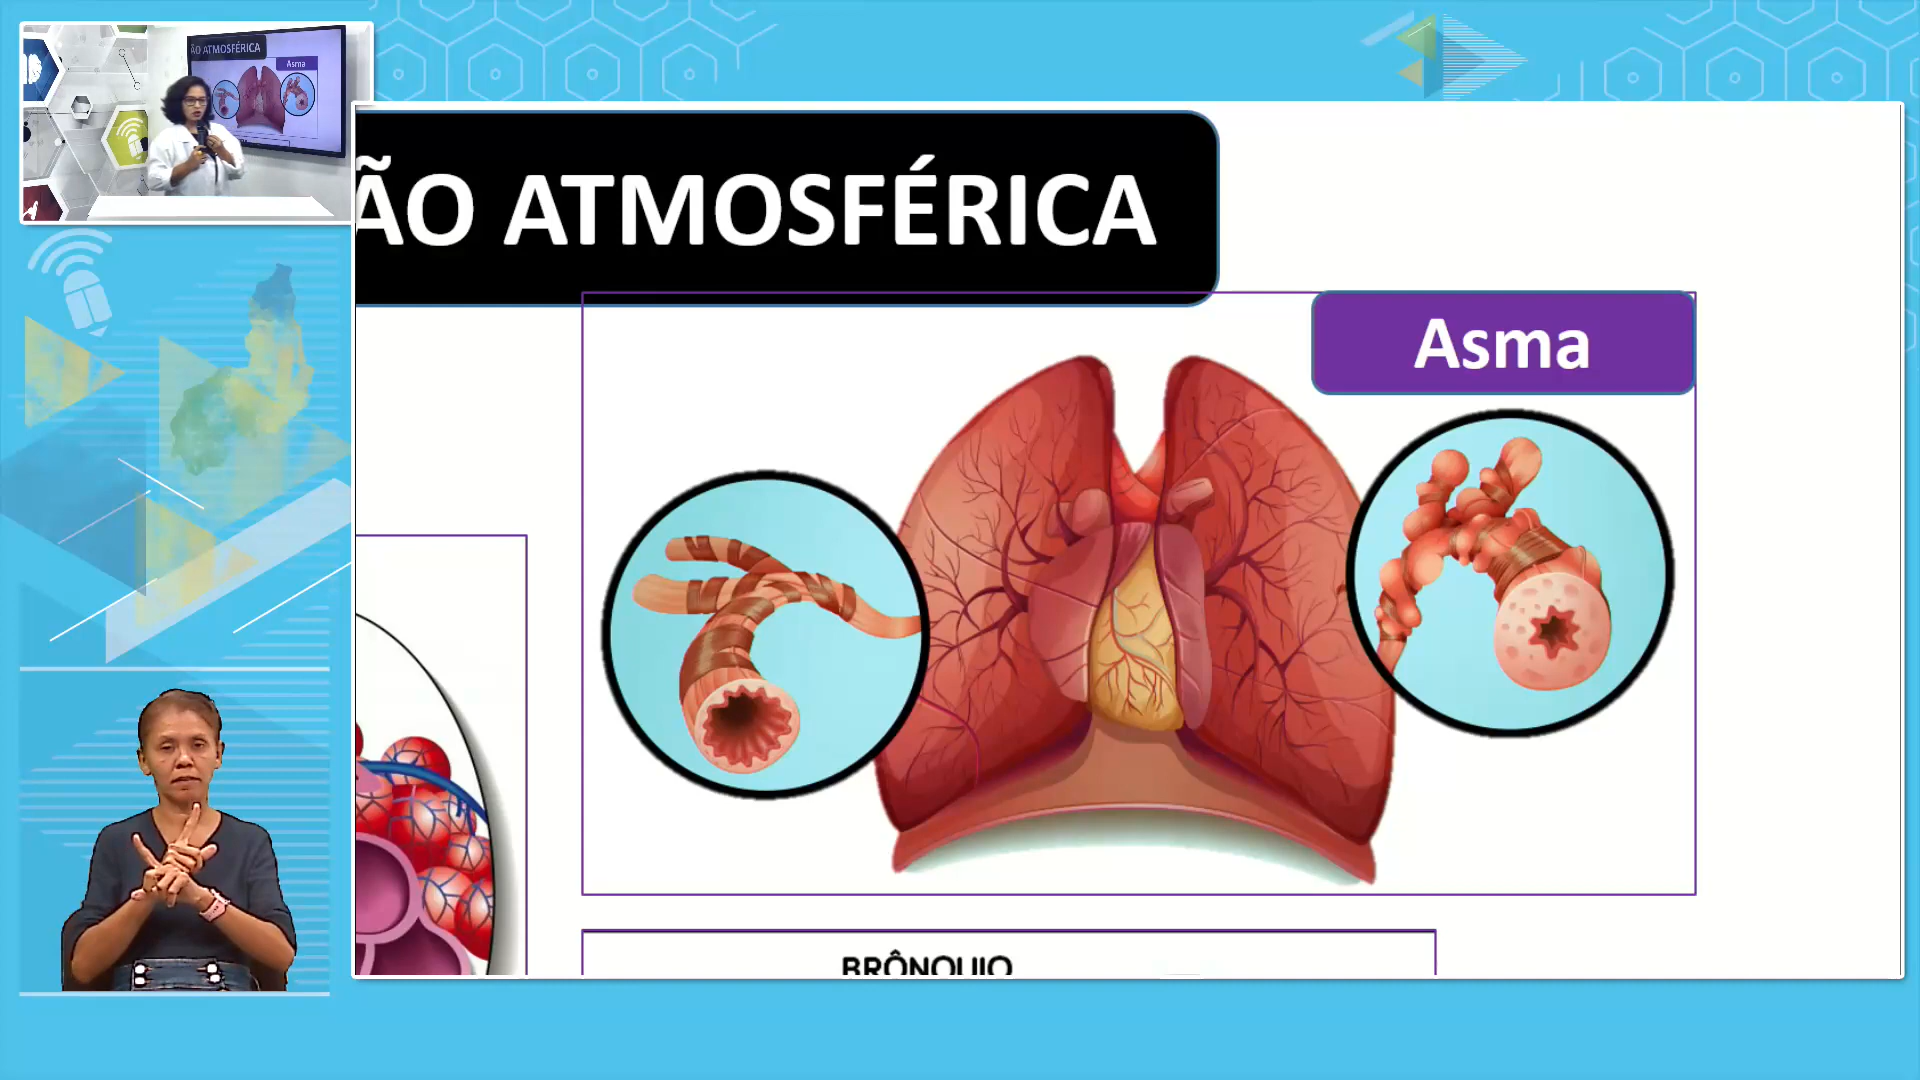 ÃO ATMOSFÉRICA
Asma
ÃO ATMOSFÉRICA
Asma
BRÔNQUIO